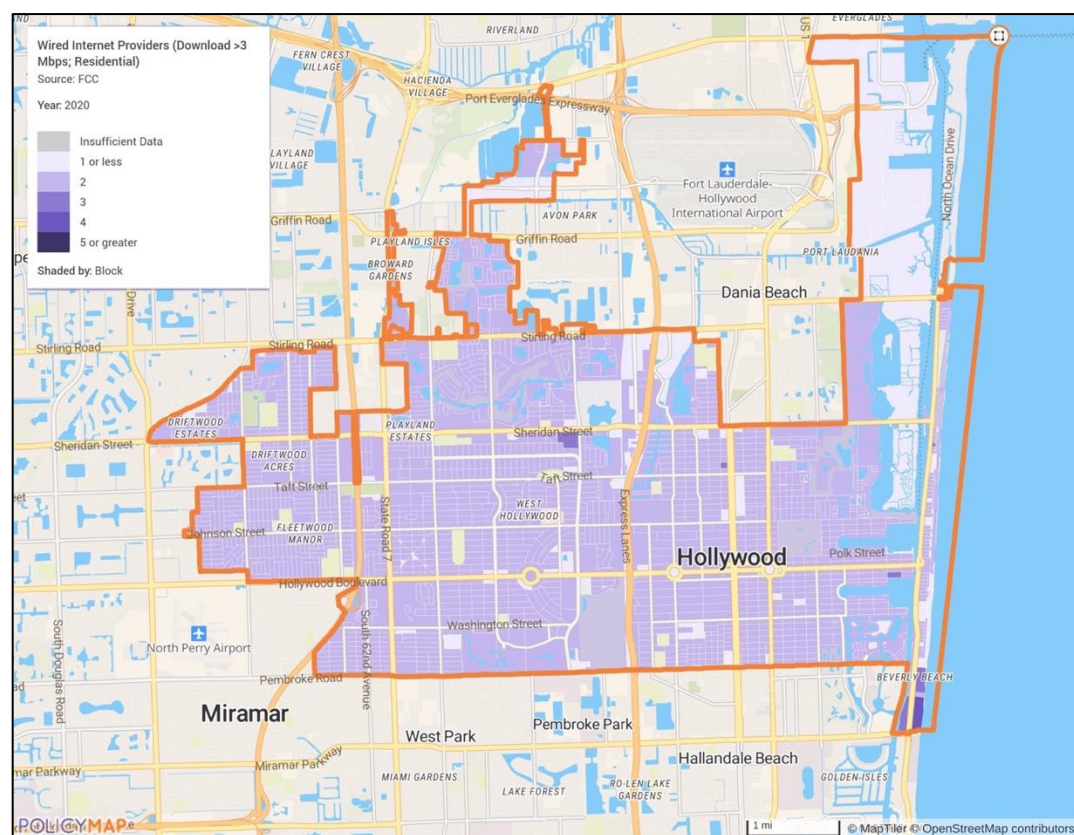 Wired Internet Providers (Download >3
Mbps; Residential)
Source: FCC
Year: 2020
Insufficient Data
1 or less
2
3
4
5 or greater
Shaded by: Block
RIVERLAND
US 1
EVERGLADES
FERN CREST
VILLAGE
HACIENDA
VILLAGE
Port Everglades Expressway
PLAYLAND
VILLAGE
Fort Lauderdale-
Hollywood
International Airport
North Ocean Drive
Griffin Road
AVON PARK
PLAYLAND ISLES
Griffin Road
BROWARD
GARDENS
PORT LAUDANIA
Drive
Dania Beach
Stirling Road
Stirling Road
Stirling Road
DRIFTWOOD
ESTATES
PLAYLAND
ESTATES
Sheridan Street
Sheridan Street
DRIFTWOOD
ACRES
Taft Street
Taft Street
State Road 7
WEST
HOLLYWOOD
Express Lanes
Johnson Street
FLEETWOOD
MANOR
Hollywood
Polk Street
Hollywood Boulevard
South Douglas Road
North Perry Airport
South 62nd Avenue
Washington Street
Pembroke Road
BEVERLY BEACH
Miramar
Pembroke Park
West Park
Hallandale Beach
Miramar Parkway
mar Parkway
MIAMI GARDENS
LAKE FOREST
RO-LEN LAKE
GARDENS
GOLDEN-ISLES
POLICYMAP
1 mi
© MapTiler © OpenStreetMap contributors